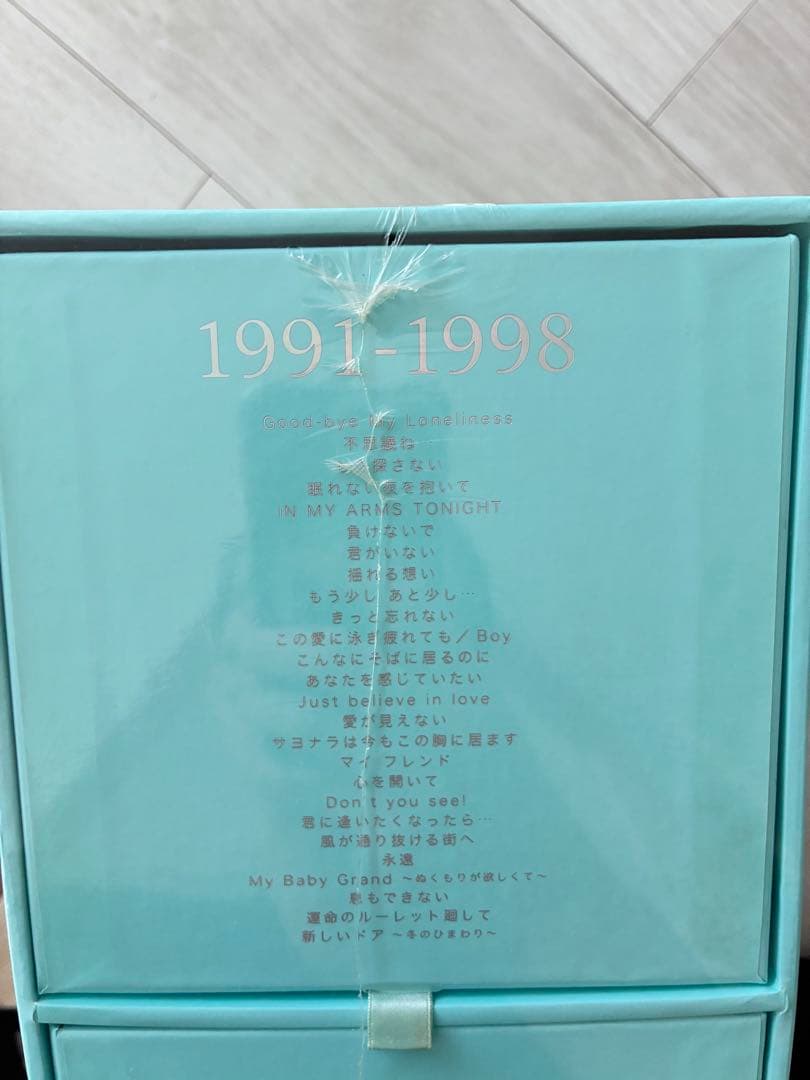 1991-1998
Good-bye My Loneliness
不思議ね
探さない
眠れない夜を抱いて
IN MY ARMS TONIGHT
負けないで
君がいない
揺れる想い
もう少し あと少し…
きっと忘れない
この愛に泳ぎ疲れても／Boy
こんなにそばに居るのに
あなたを感じていたい
Just believe in love
愛が見えない
サヨナラは今もこの胸に居ます
マイ フレンド
心を開いて
Don't you see!
君に逢いたくなったら…
風が通り抜ける街へ
永遠
My Baby Grand ～ぬくもりが欲しくて～
息もできない
運命のルーレット廻して
新しいドア ～冬のひまわり～